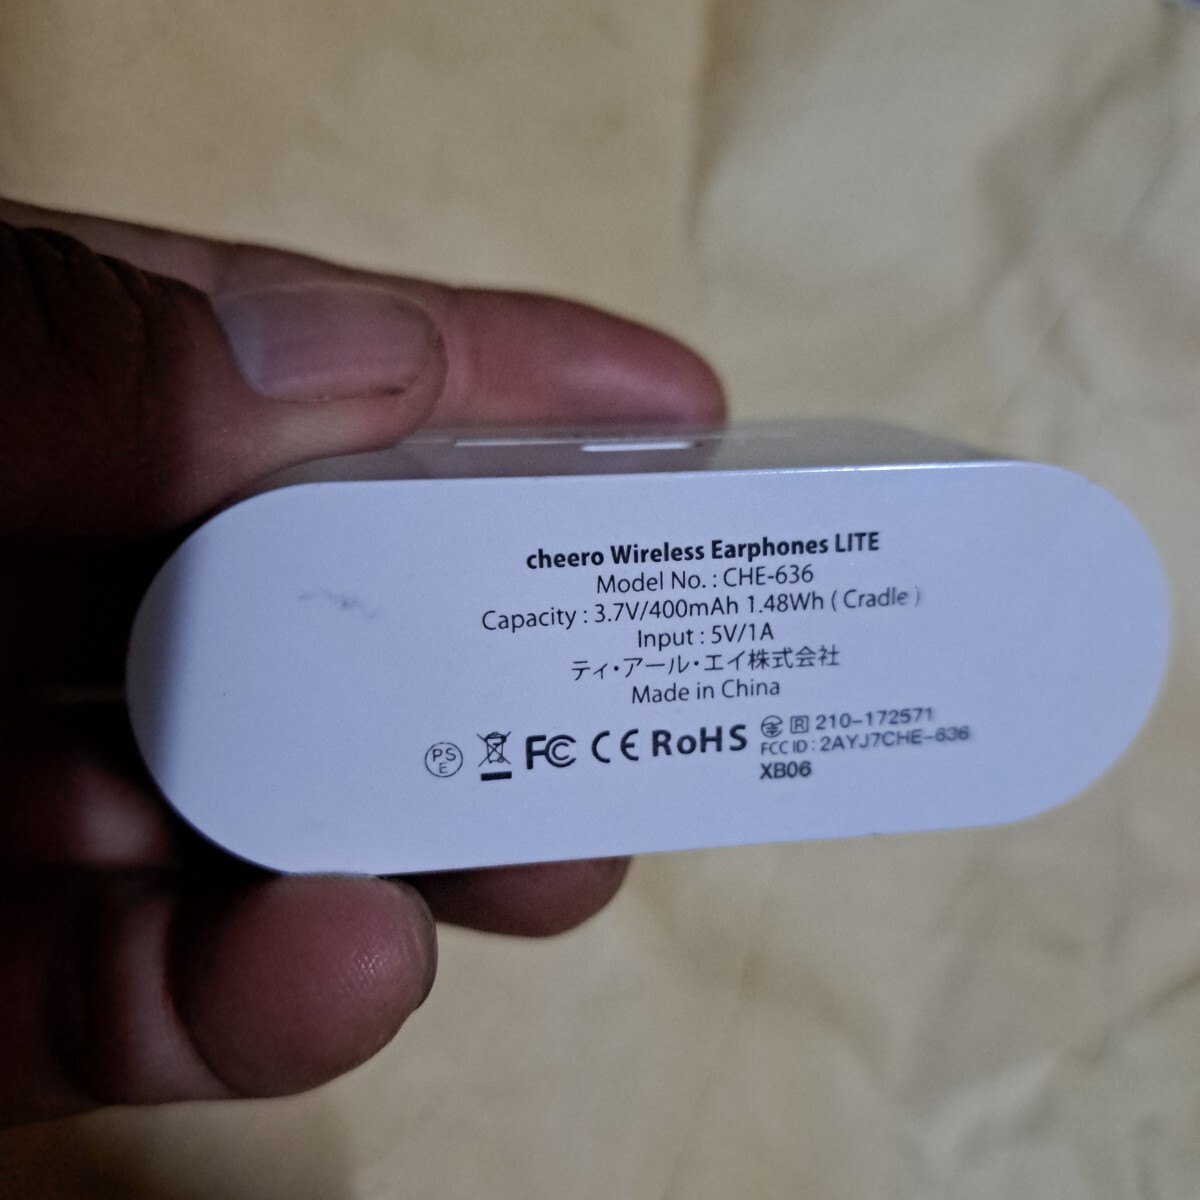 cheero Wireless Earphones LITE
Model No. : CHE-636
Capacity : 3.7V/400mAh 1.48Wh ( Cradle )
Input : 5V/1A
ティ・アール・エイ株式会社
Made in China
PS
E
FC CE RoHS
R 210-172571
FCC ID : 2AYJ7CHE-636
XB06